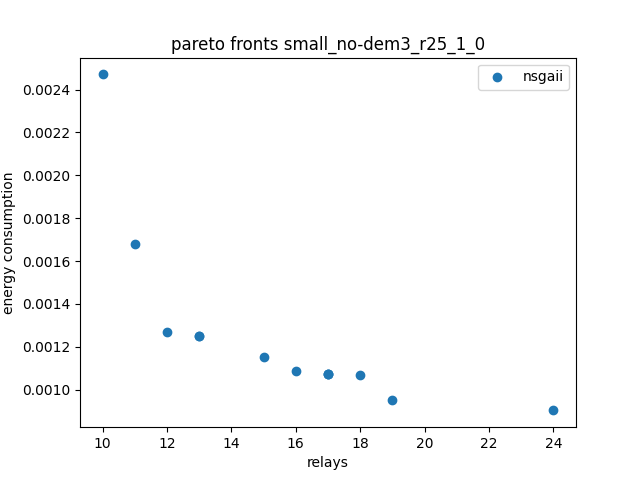 pareto fronts small_no-dem3_r25_1_0
nsgaii
0.0024
0.0022
0.0020
0.0018
0.0016
0.0014
0.0012
0.0010
energy consumption
10 12 14 16 18 20 22 24
relays